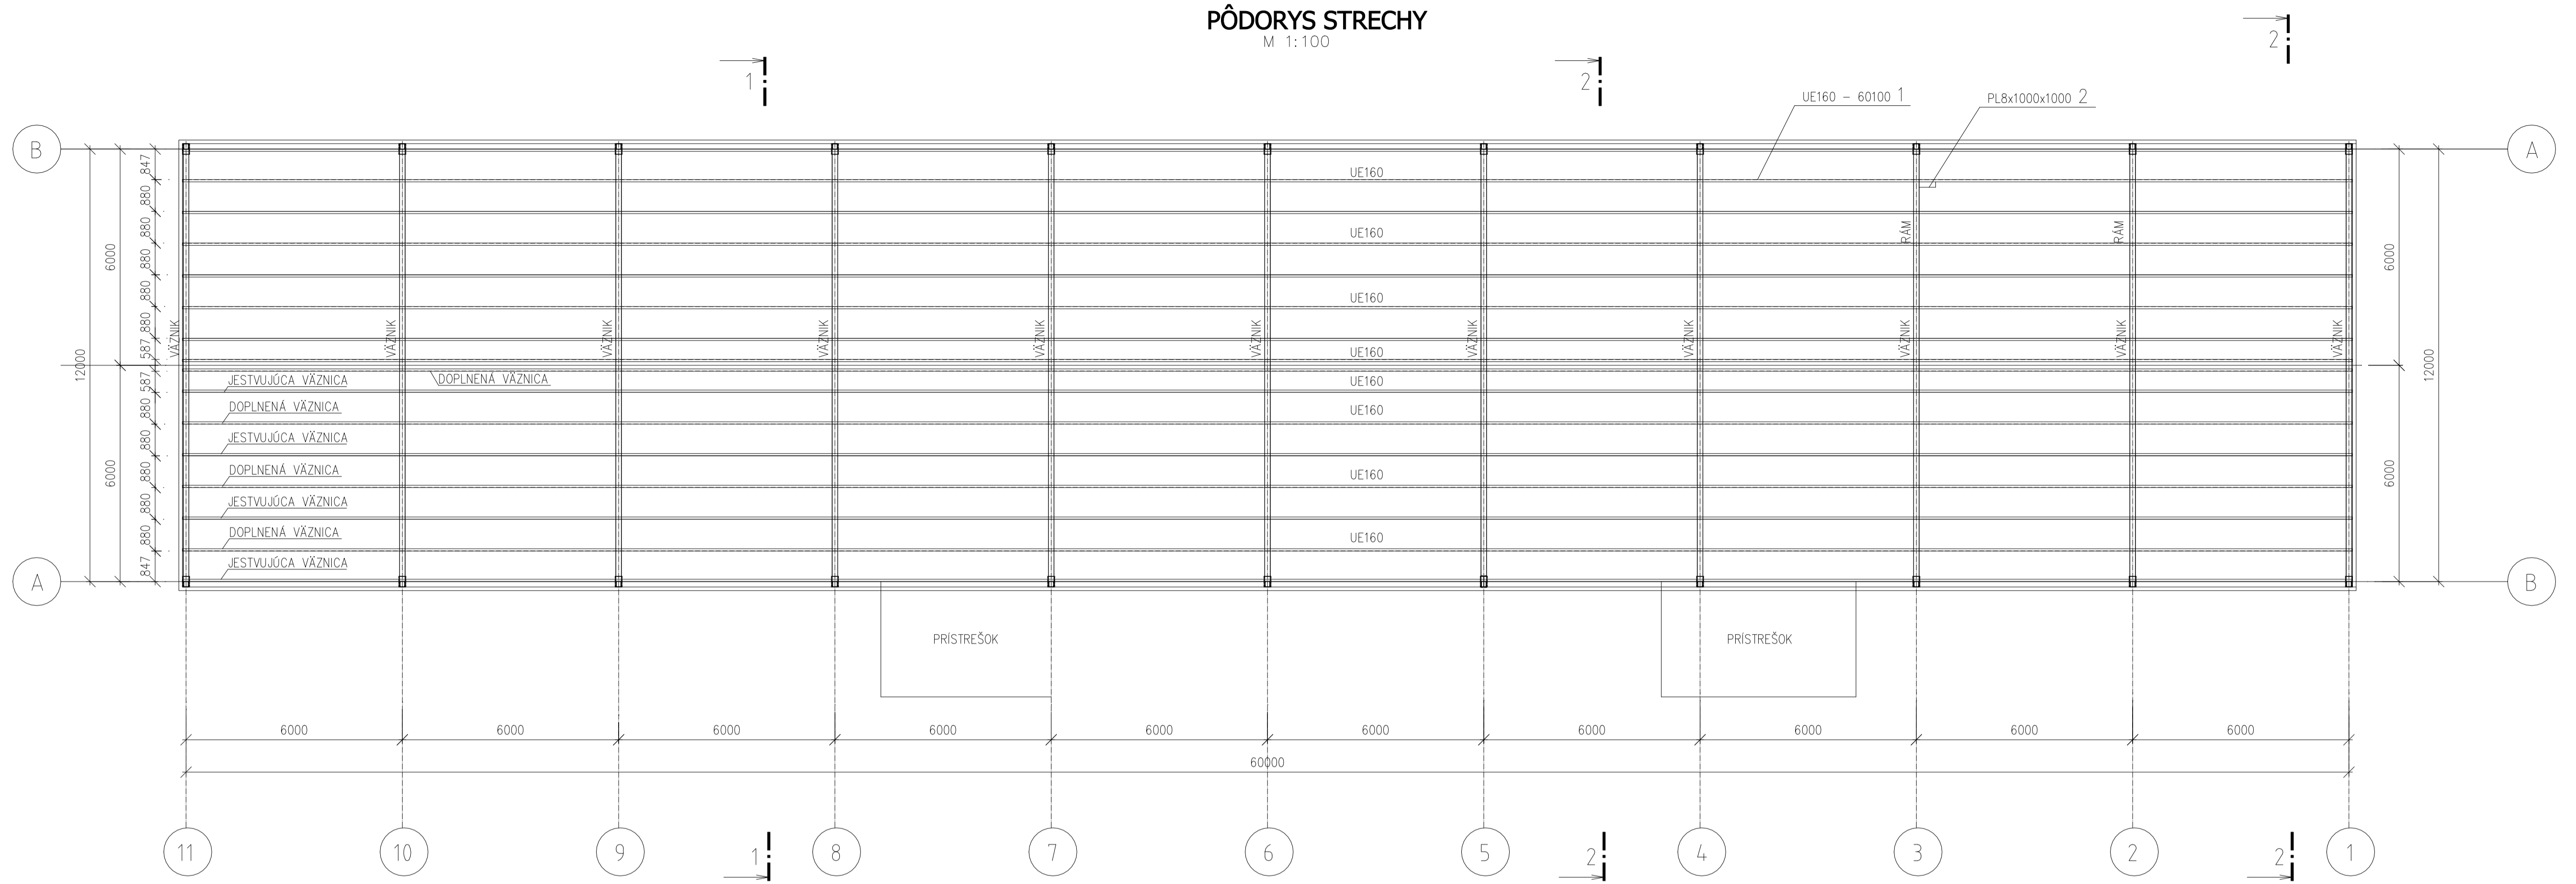 PÔDORYS STRECHY
M 1:100
1
2
2
UE160 - 60100 1
PL8x1000x1000 2
B
A
847
880
880
880
880
880
587
587
880
880
880
880
880
847
6000
6000
12000
6000
6000
12000
UE160
UE160
UE160
UE160
UE160
UE160
UE160
UE160
RÁM
RÁM
VÄZNIK
VÄZNIK
VÄZNIK
VÄZNIK
VÄZNIK
VÄZNIK
VÄZNIK
VÄZNIK
VÄZNIK
VÄZNIK
VÄZNIK
JESTVUJÚCA VÄZNICA
DOPLNENÁ VÄZNICA
DOPLNENÁ VÄZNICA
JESTVUJÚCA VÄZNICA
DOPLNENÁ VÄZNICA
JESTVUJÚCA VÄZNICA
DOPLNENÁ VÄZNICA
JESTVUJÚCA VÄZNICA
A
B
PRÍSTREŠOK
PRÍSTREŠOK
6000
6000
6000
6000
6000
6000
6000
6000
6000
6000
60000
11
10
9
1
8
7
6
5
2
4
3
2
2
1